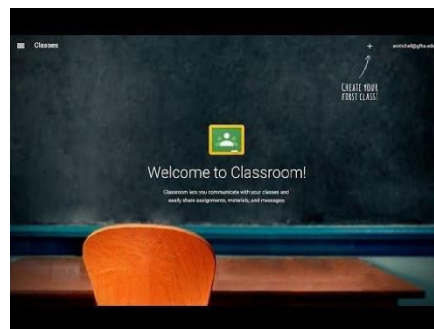 Classes
+
CREATE YOUR
FIRST CLASS!
Welcome to Classroom!
Classroom lets you communicate with your classes and
easily share assignments, materials, and messages.